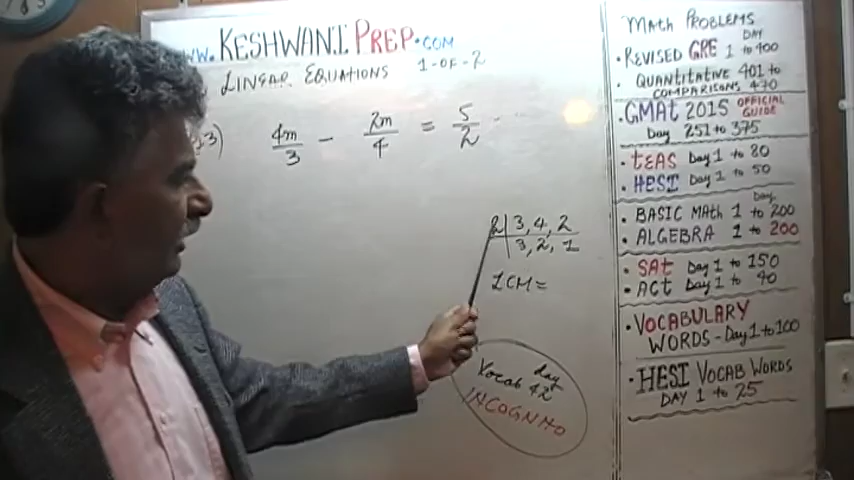 www.KESHWANI PREP.COM
LINEAR EQUATIONS 1-OF-2
3) 4m/3 - 2m/4 = 5/2
2 | 3, 4, 2
3, 2, 1
LCM =
Vocab day 42
INCOGNITO
MATH PROBLEMS
DAY
• REVISED GRE 1 to 400
• QUANTITATIVE 401 to
COMPARISONS 470
• GMAT 2015 OFFICIAL GUIDE
Day 251 to 375
• TEAS Day 1 to 80
• HESI Day 1 to 50
Day
• BASIC MATH 1 to 200
• ALGEBRA 1 to 200
• SAT Day 1 to 150
• ACT Day 1 to 40
• VOCABULARY
WORDS - Day 1 to 100
• HESI VOCAB WORDS
DAY 1 to 25